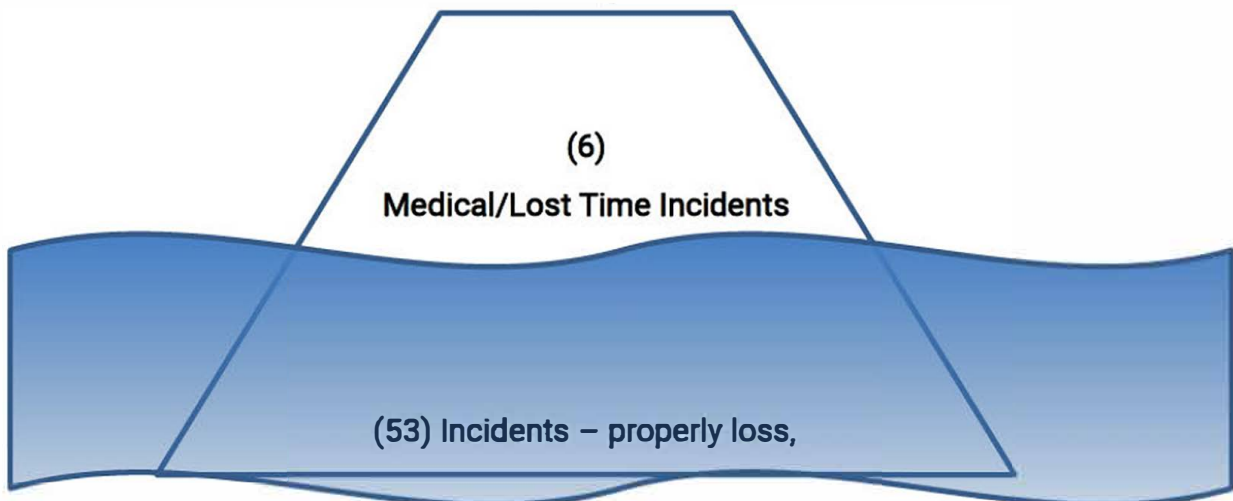 (6)
Medical/Lost Time Incidents
(53) Incidents – properly loss,